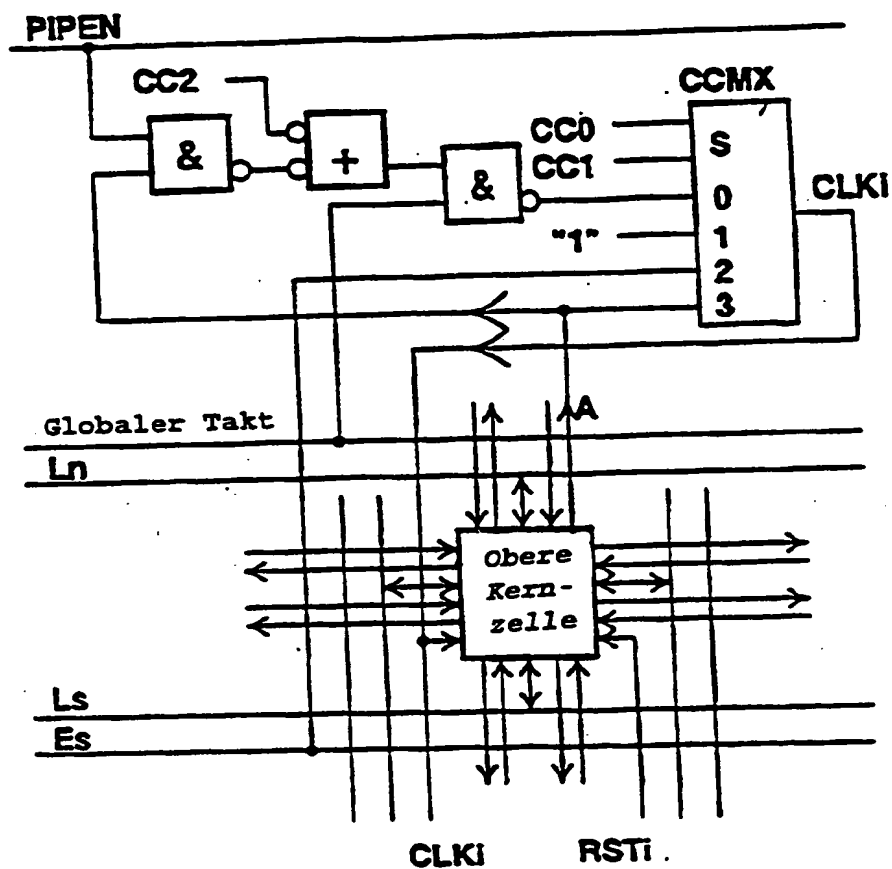 PIPEN
CC2
CCMX
&
+
&
CC0
CC1
S
0
"1"
1
2
3
CLKi
A
Globaler Takt
Ln
Obere
Kern-
zelle
Ls
Es
CLKi
RSTi